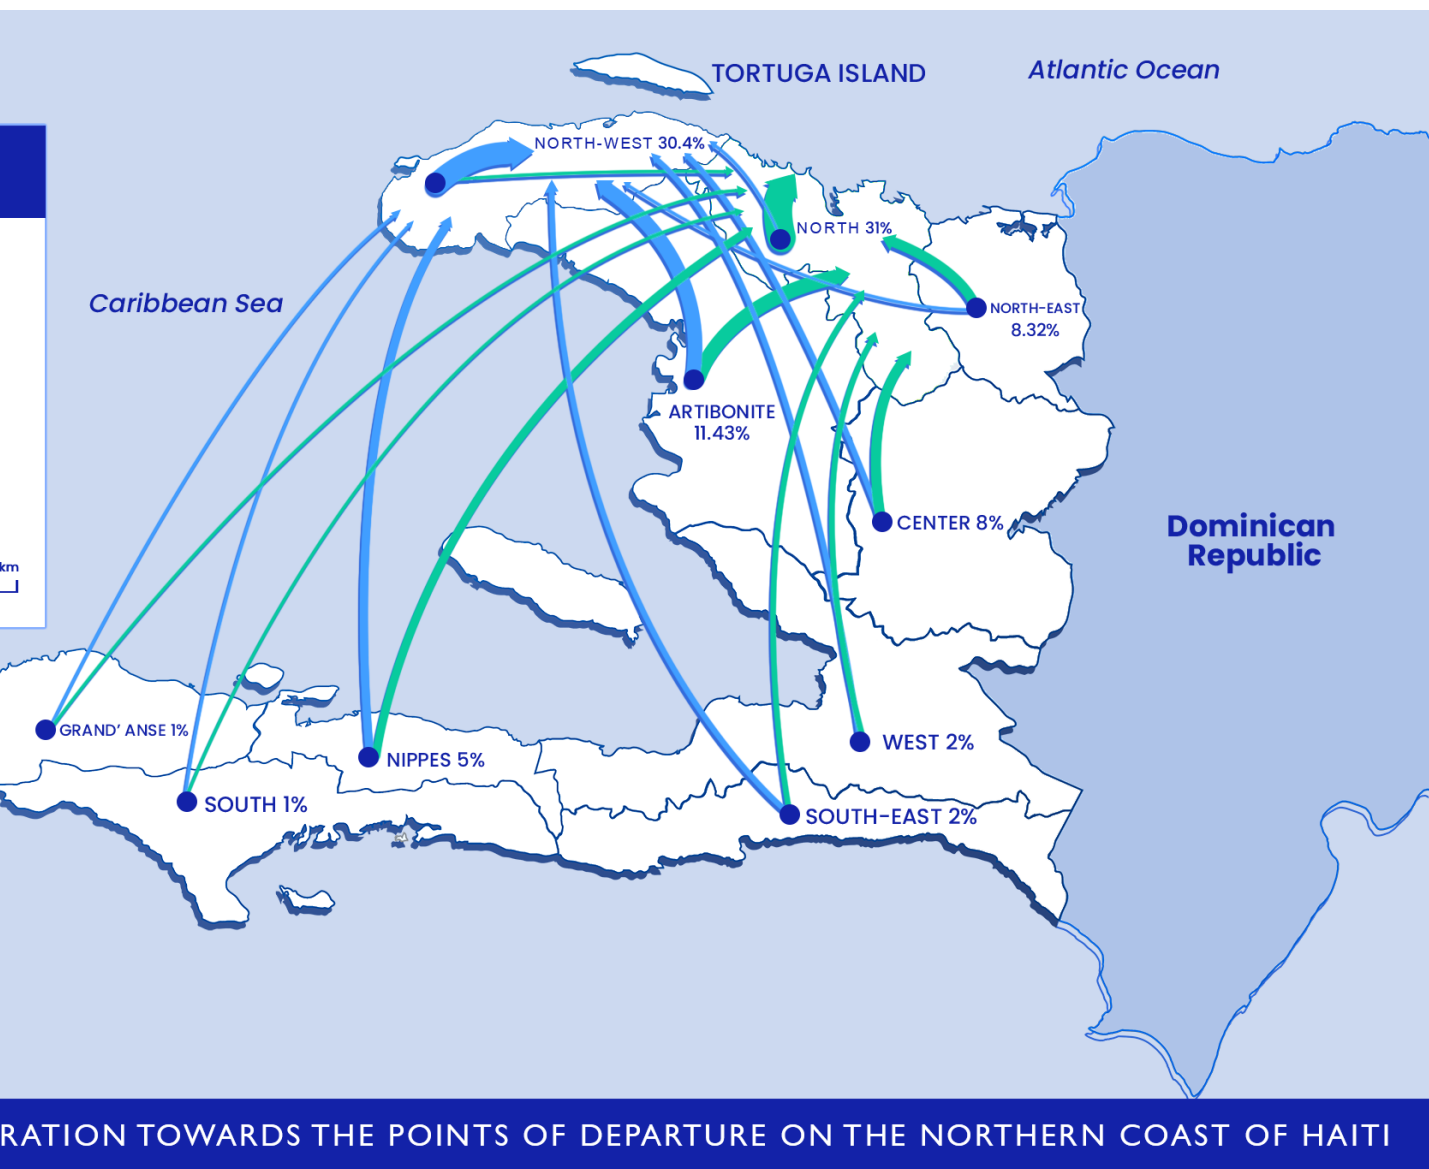 TORTUGA ISLAND
Atlantic Ocean
NORTH-WEST 30.4%
NORTH 31%
Caribbean Sea
NORTH-EAST
8.32%
ARTIBONITE
11.43%
CENTER 8%
Dominican
Republic
km
GRAND' ANSE 1%
NIPPES 5%
WEST 2%
SOUTH 1%
SOUTH-EAST 2%
RATION TOWARDS THE POINTS OF DEPARTURE ON THE NORTHERN COAST OF HAITI